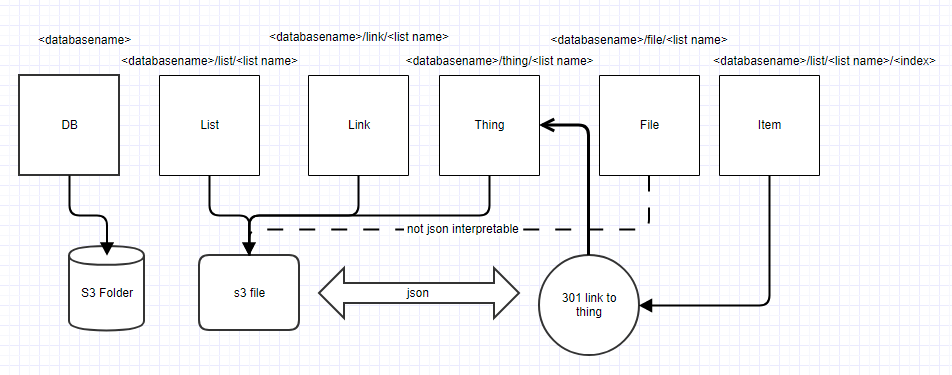 <databasename>/link/<list name>
<databasename>
<databasename>/file/<list name>
<databasename>/list/<list name>
<databasename>/thing/<list name>
<databasename>/list/<list name>/<index>
DB
List
Link
Thing
File
Item
not json interpretable
S3 Folder
s3 file
json
301 link to
thing